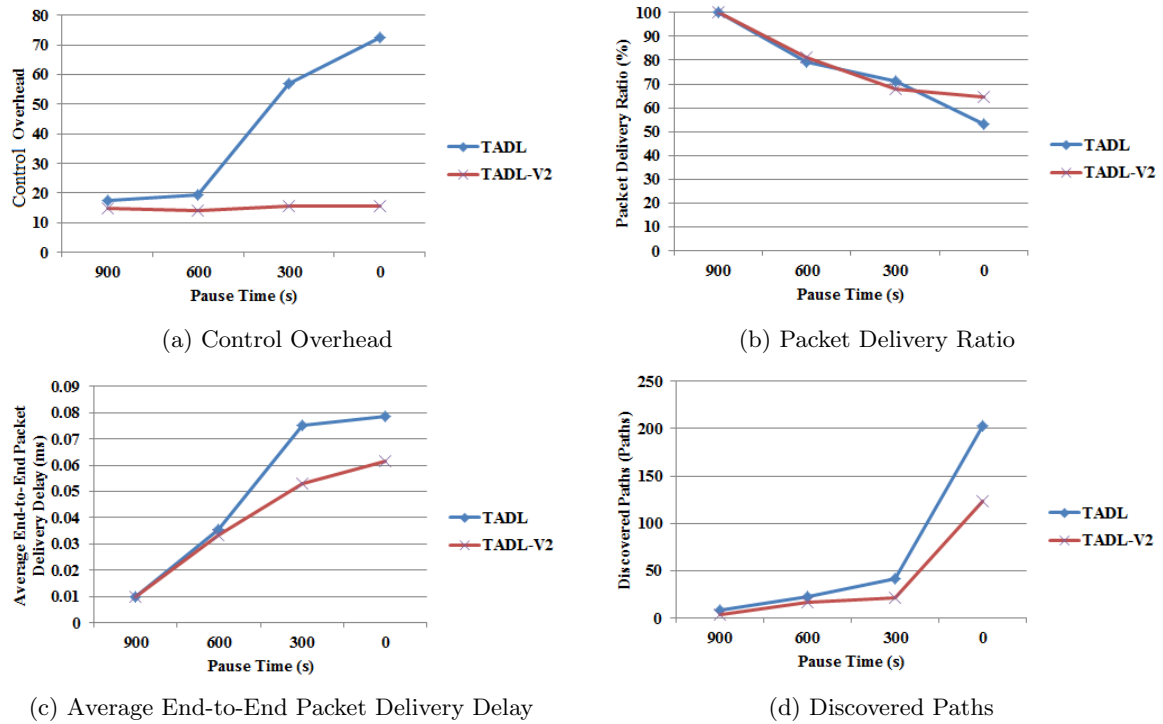 80
70
60
50
40
30
20
10
0
Control Overhead
900 600 300 0
Pause Time (s)
TADL
TADL-V2
(a) Control Overhead
100
90
80
70
60
50
40
30
20
10
0
Packet Delivery Ratio (%)
900 600 300 0
Pause Time (s)
TADL
TADL-V2
(b) Packet Delivery Ratio
0.09
0.08
0.07
0.06
0.05
0.04
0.03
0.02
0.01
0
Average End-to-End Packet
Delivery Delay (ms)
900 600 300 0
Pause Time (s)
TADL
TADL-V2
(c) Average End-to-End Packet Delivery Delay
250
200
150
100
50
0
Discovered Paths (Paths)
900 600 300 0
Pause Time (s)
TADL
TADL-V2
(d) Discovered Paths